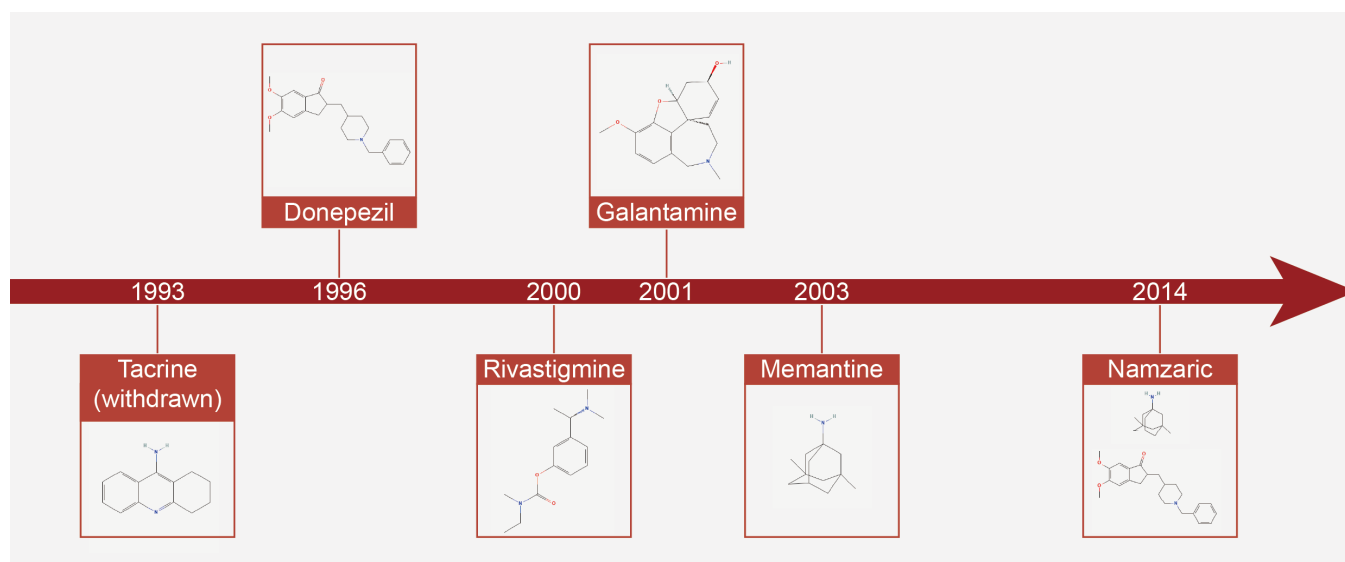 Donepezil
Galantamine
1993
1996
2000
2001
2003
2014
Tacrine
(withdrawn)
Rivastigmine
Memantine
Namzaric